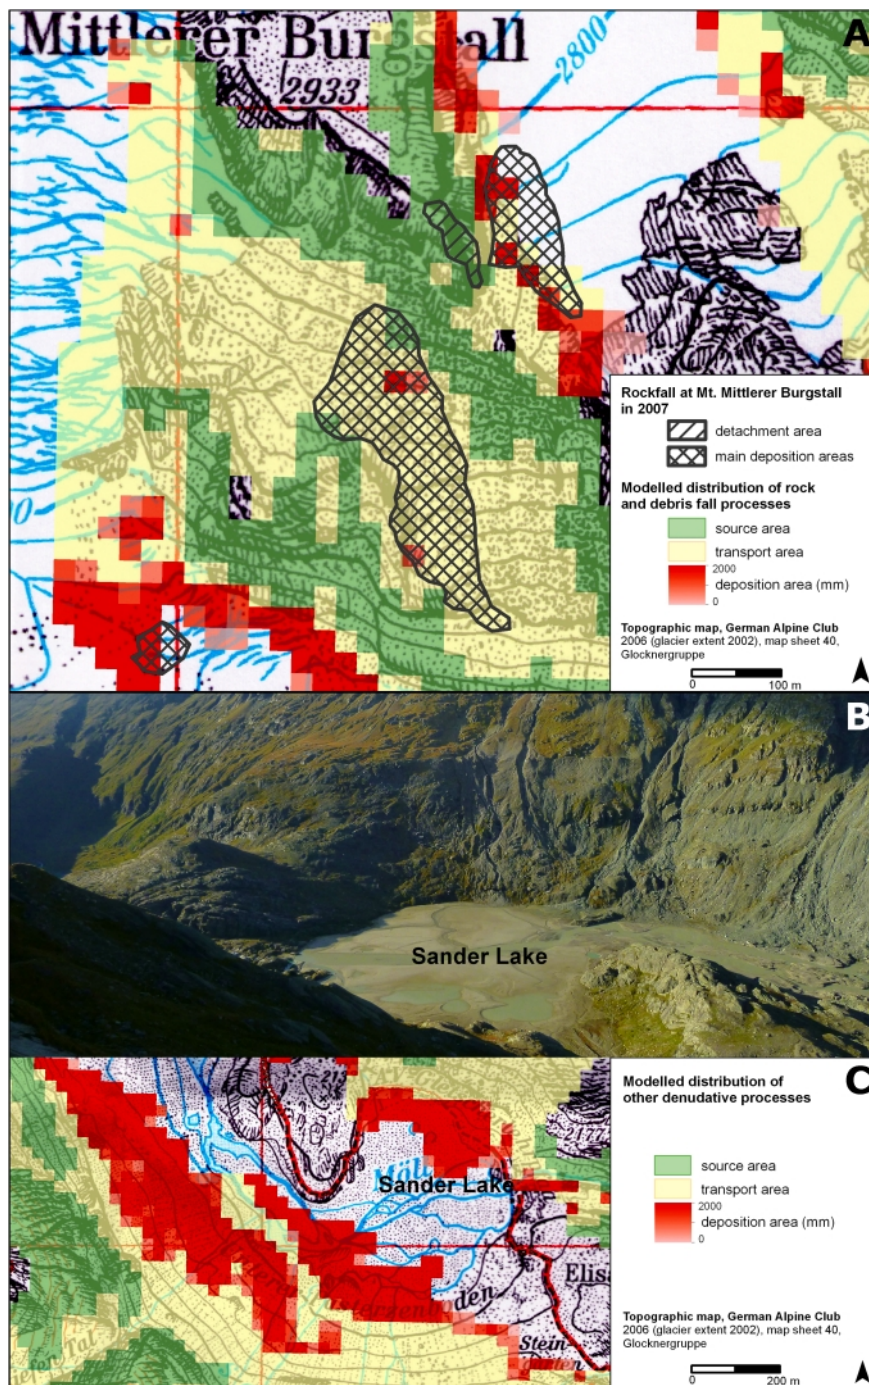 Mittlerer Burgstall
A
2933
2800
Rockfall at Mt. Mittlerer Burgstall
in 2007
detachment area
main deposition areas
Modelled distribution of rock
and debris fall processes
source area
transport area
2000
deposition area (mm)
0
Topographic map, German Alpine Club
2006 (glacier extent 2002), map sheet 40,
Glocknergruppe
0 100 m
B
Sander Lake
C
Modelled distribution of
other denudative processes
source area
transport area
2000
deposition area (mm)
0
Topographic map, German Alpine Club
2006 (glacier extent 2002), map sheet 40,
Glocknergruppe
0 200 m
Sander Lake
Elisa
Stein